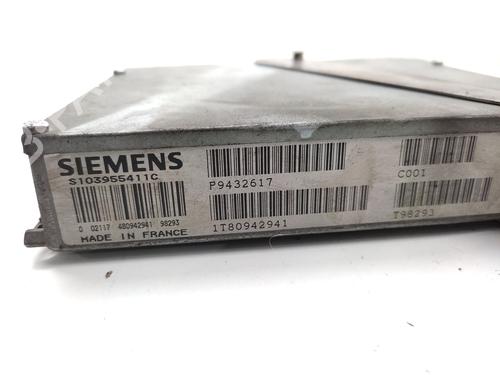 SIEMENS
S103955411C
0 02117 480942941 98293
MADE IN FRANCE
P9432617
1T80942941
C001
T98293